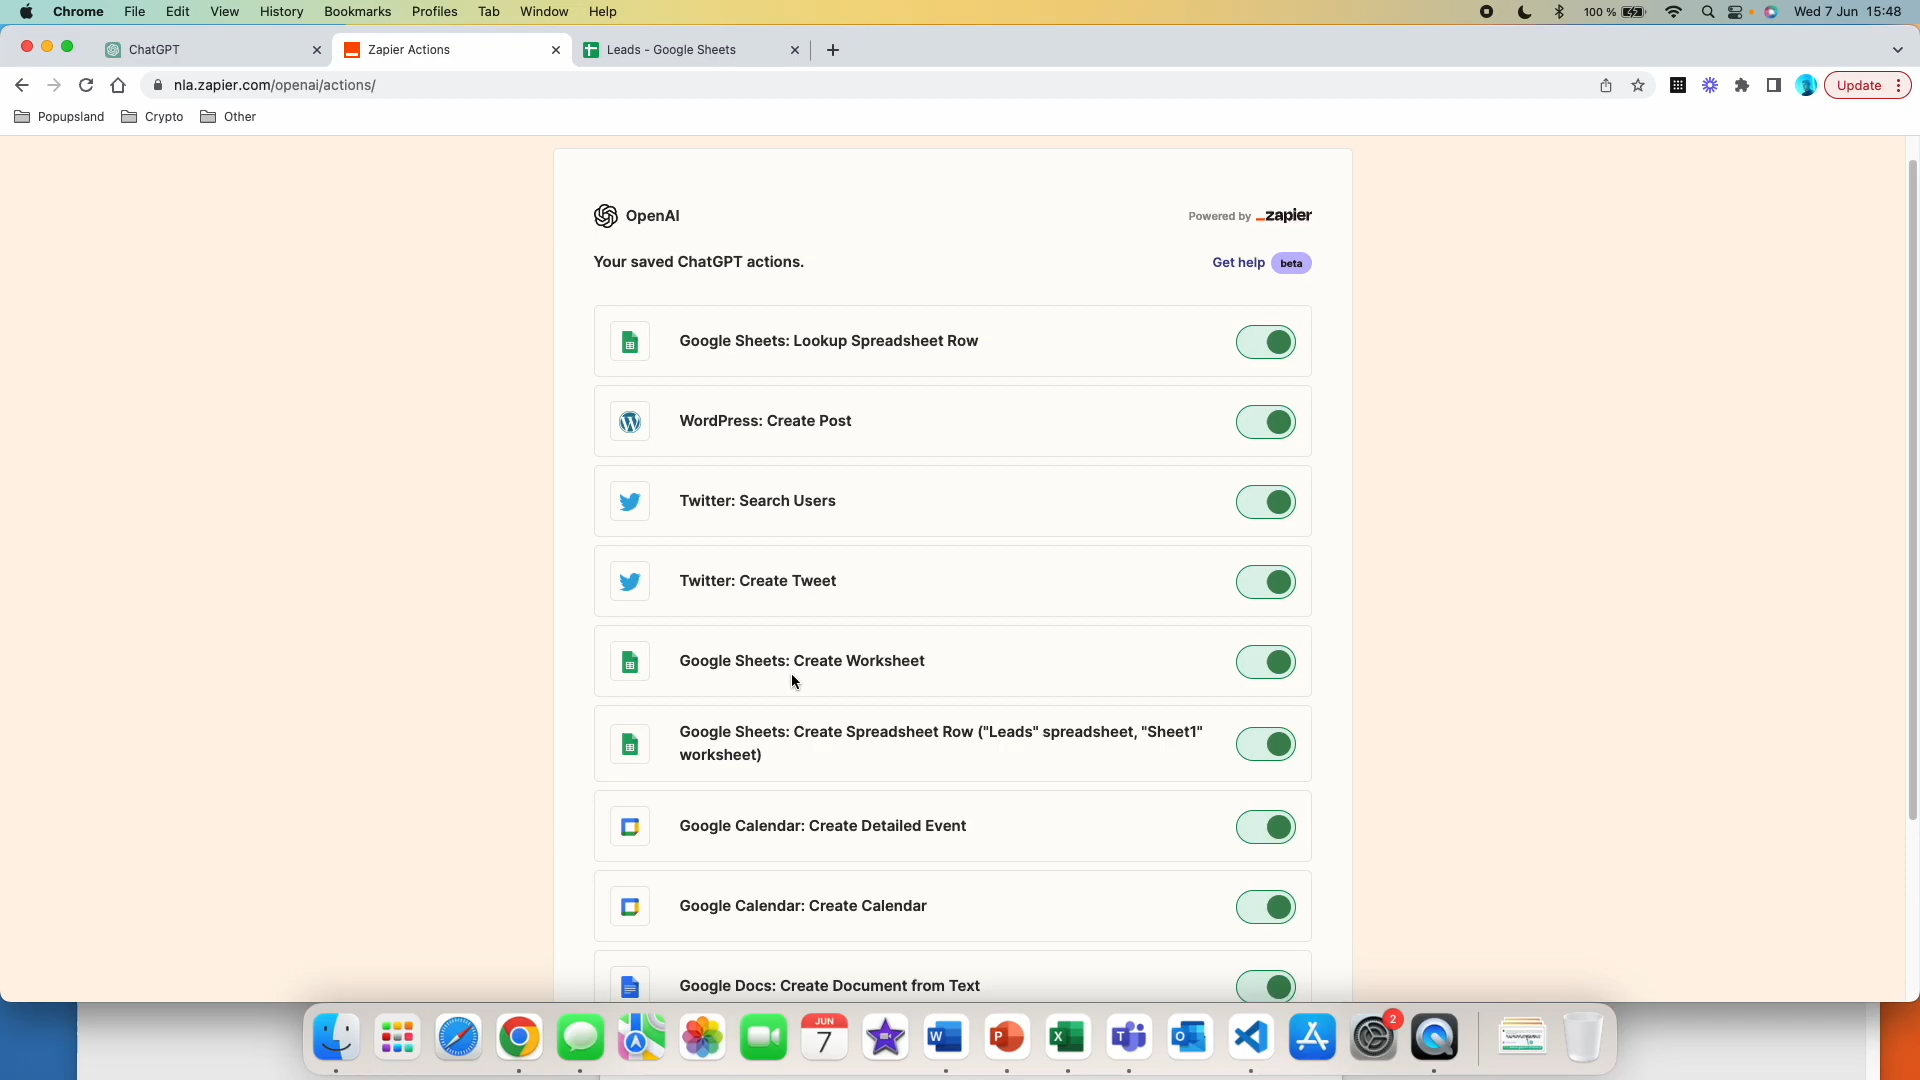 Chrome File Edit View History Bookmarks Profiles Tab Window Help 100 % Wed 7 Jun 15:48
ChatGPT Zapier Actions Leads - Google Sheets
nla.zapier.com/openai/actions/ Update
Popupsland Crypto Other
OpenAI Powered by zapier
Your saved ChatGPT actions. Get help beta
Google Sheets: Lookup Spreadsheet Row
WordPress: Create Post
Twitter: Search Users
Twitter: Create Tweet
Google Sheets: Create Worksheet
Google Sheets: Create Spreadsheet Row ("Leads" spreadsheet, "Sheet1"
worksheet)
Google Calendar: Create Detailed Event
Google Calendar: Create Calendar
Google Docs: Create Document from Text
JUN 2
7 W P X T O